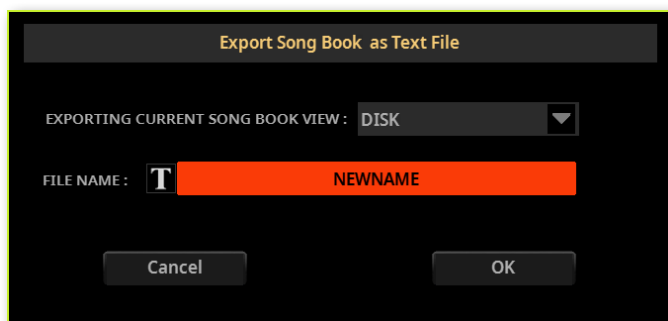 Export Song Book as Text File
EXPORTING CURRENT SONG BOOK VIEW : DISK
FILE NAME : T NEWNAME
Cancel OK